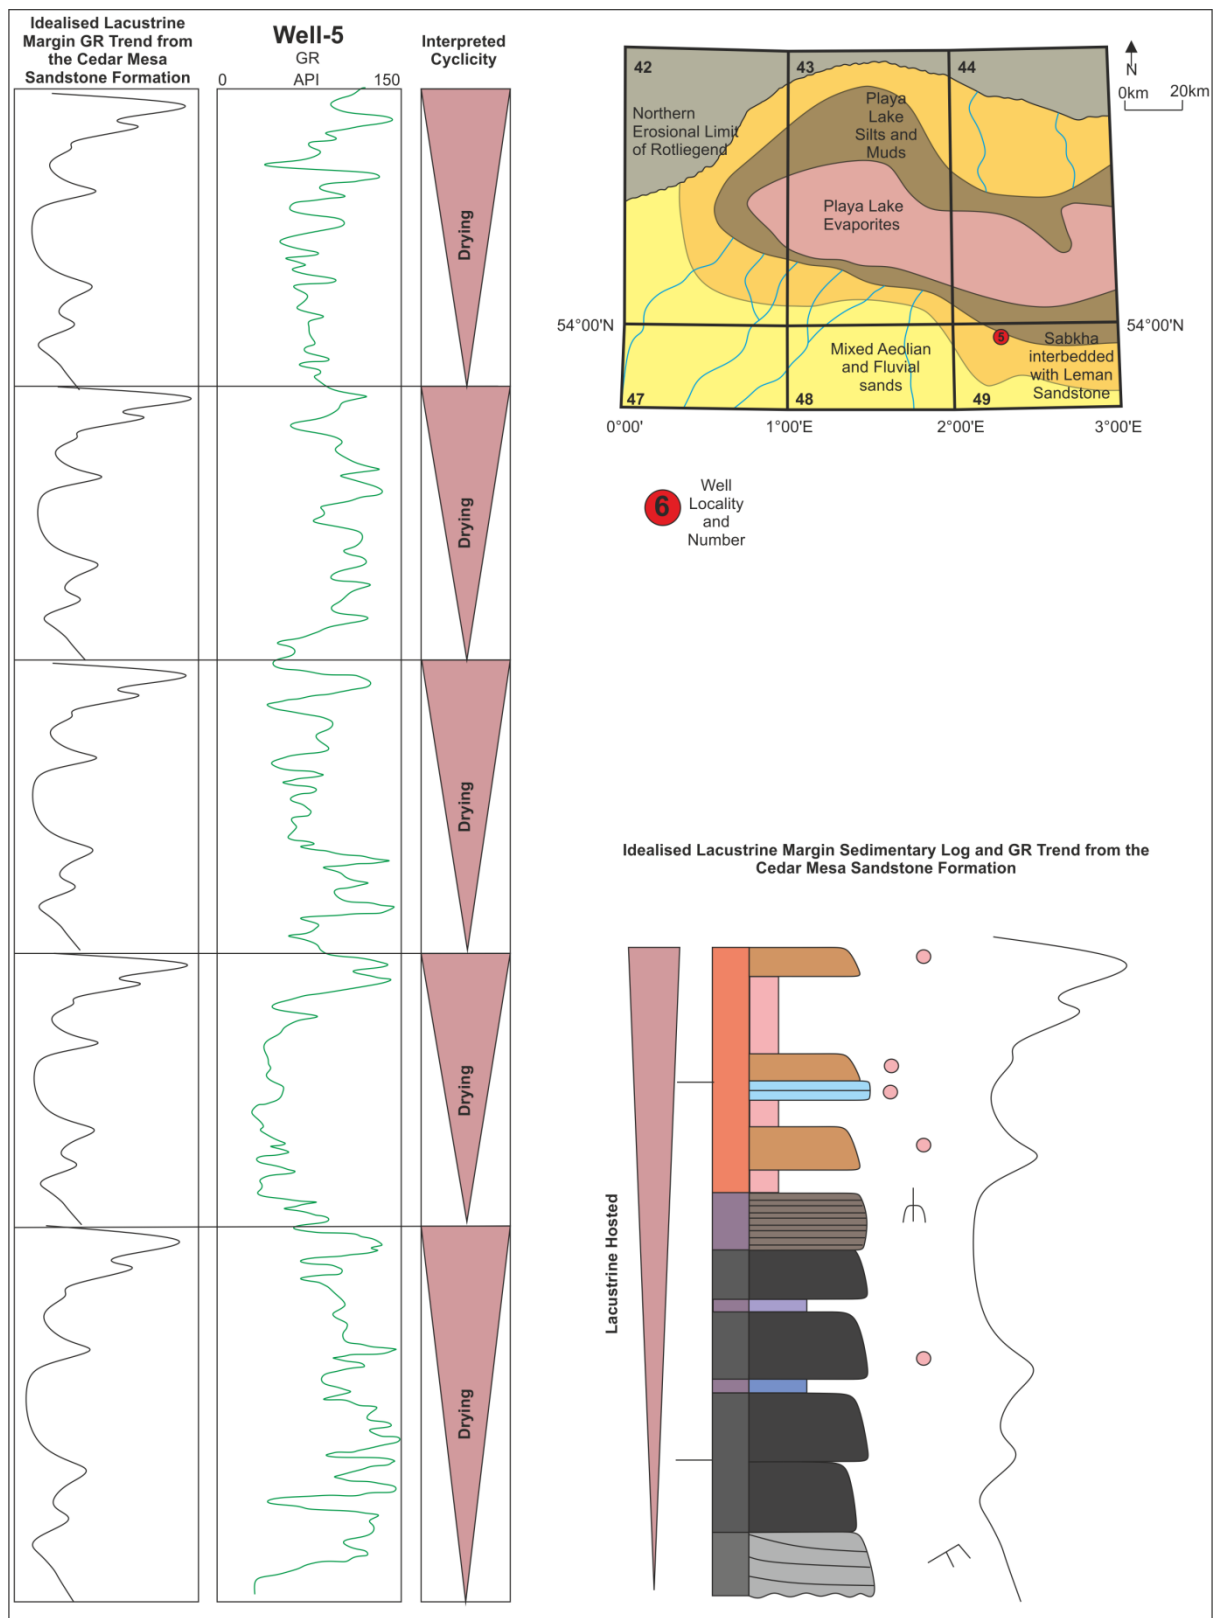 Idealised Lacustrine
Margin GR Trend from
the Cedar Mesa
Sandstone Formation
Well-5
GR
API
0
150
Interpreted
Cyclicity
Drying
Drying
Drying
Drying
Drying
42
43
44
N
0km
20km
Northern
Erosional Limit
of Rotliegend
Playa
Lake
Silts and
Muds
Playa Lake
Evaporites
54°00'N
54°00'N
5
Mixed Aeolian
and Fluvial
sands
Sabkha
interbedded
with Leman
Sandstone
47
48
49
0°00'
1°00'E
2°00'E
3°00'E
6
Well
Locality
and
Number
Idealised Lacustrine Margin Sedimentary Log and GR Trend from the
Cedar Mesa Sandstone Formation
Lacustrine Hosted